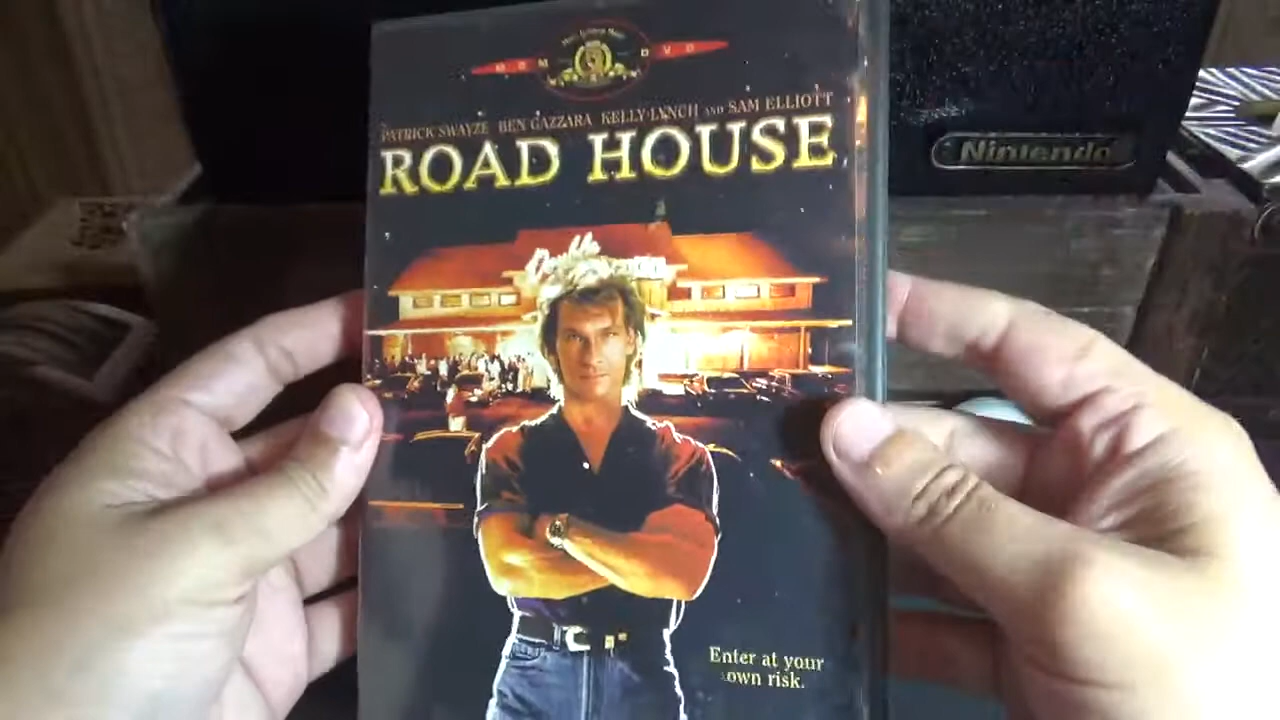 MGM DVD
PATRICK SWAYZE BEN GAZZARA KELLY LYNCH AND SAM ELLIOTT
ROAD HOUSE
Double
Nintendo
Enter at your
own risk.